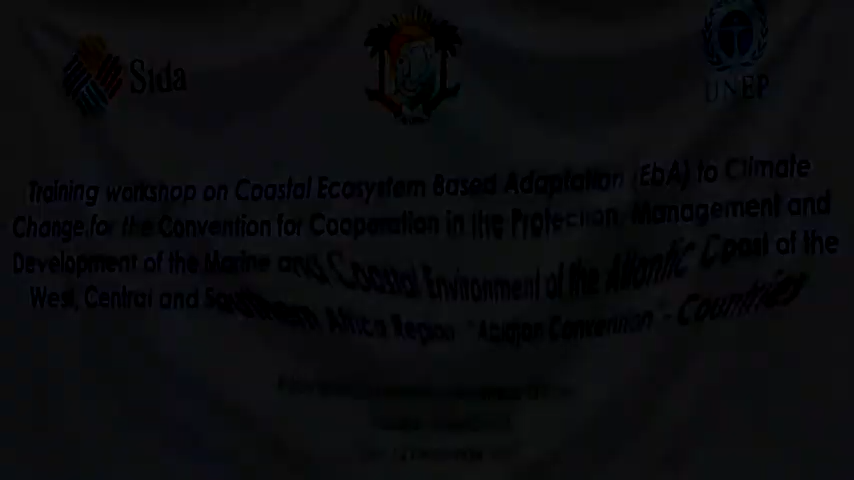 Sida
UNEP
Training workshop on Coastal Ecosystem Based Adaptation (EbA) to Climate
Change,for the Convention for Cooperation in the Protection, Management and
Development of the Marine and Coastal Environment of the Atlantic Coast of the
West, Central and Southern Africa Region "Abidjan Convention"- Countries